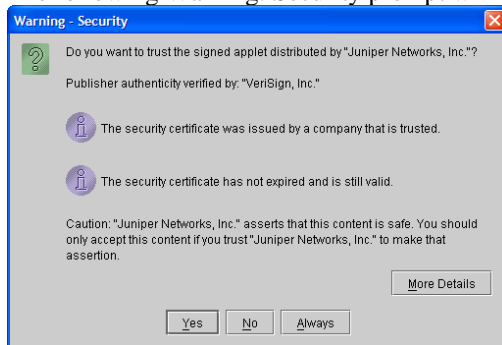 Warning - Security
Do you want to trust the signed applet distributed by "Juniper Networks, Inc."?
Publisher authenticity verified by: "VeriSign, Inc."
The security certificate was issued by a company that is trusted.
The security certificate has not expired and is still valid.
Caution: "Juniper Networks, Inc." asserts that this content is safe. You should
only accept this content if you trust "Juniper Networks, Inc." to make that
assertion.
More Details
Yes No Always